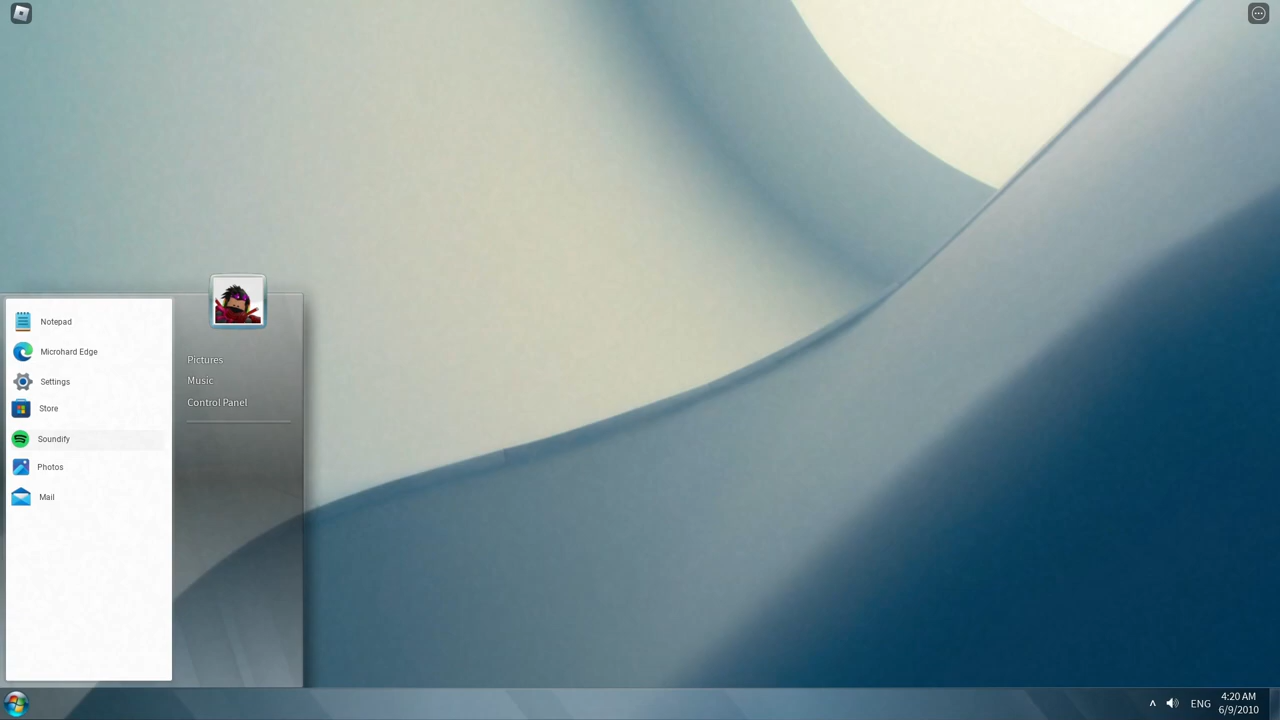 Notepad
Microhard Edge
Settings
Store
Soundify
Photos
Mail
Pictures
Music
Control Panel
ENG
4:20 AM
6/9/2010